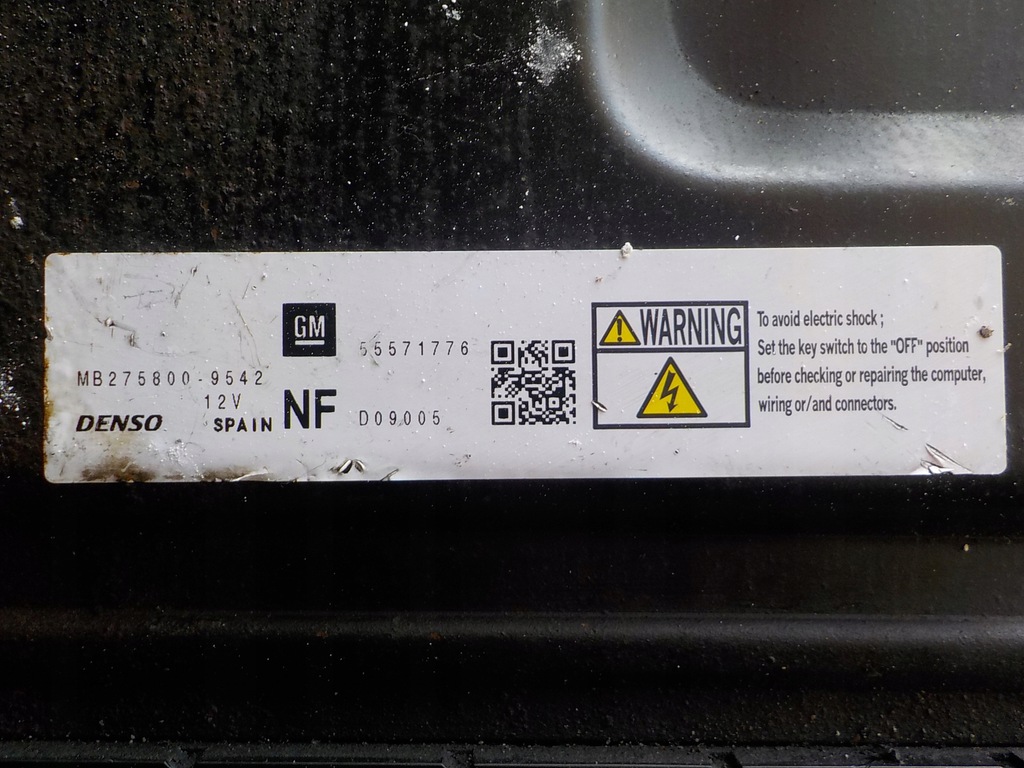 GM
55571776
MB275800-9542
12V
DENSO
SPAIN
NF
D09005
WARNING
To avoid electric shock ;
Set the key switch to the "OFF" position
before checking or repairing the computer,
wiring or/and connectors.